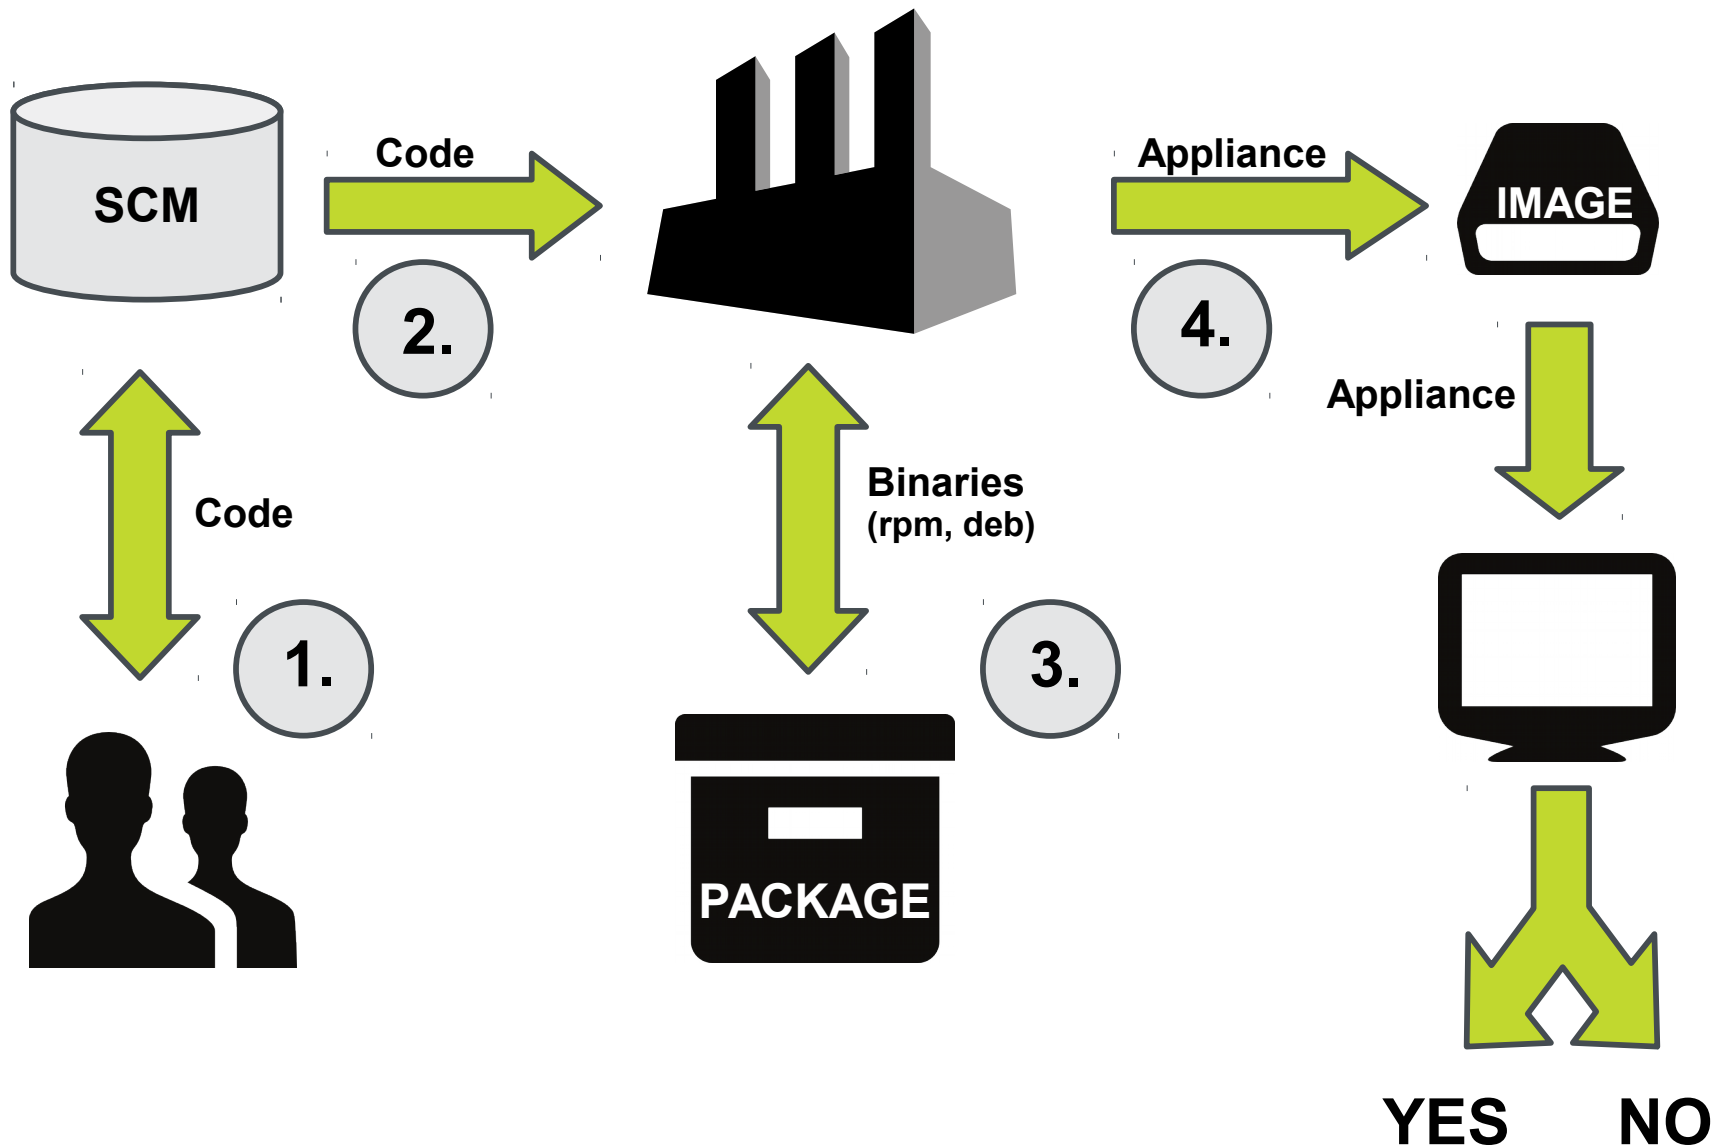 SCM
Code
2.
Appliance
4.
IMAGE
Appliance
Code
1.
Binaries
(rpm, deb)
3.
PACKAGE
YES NO